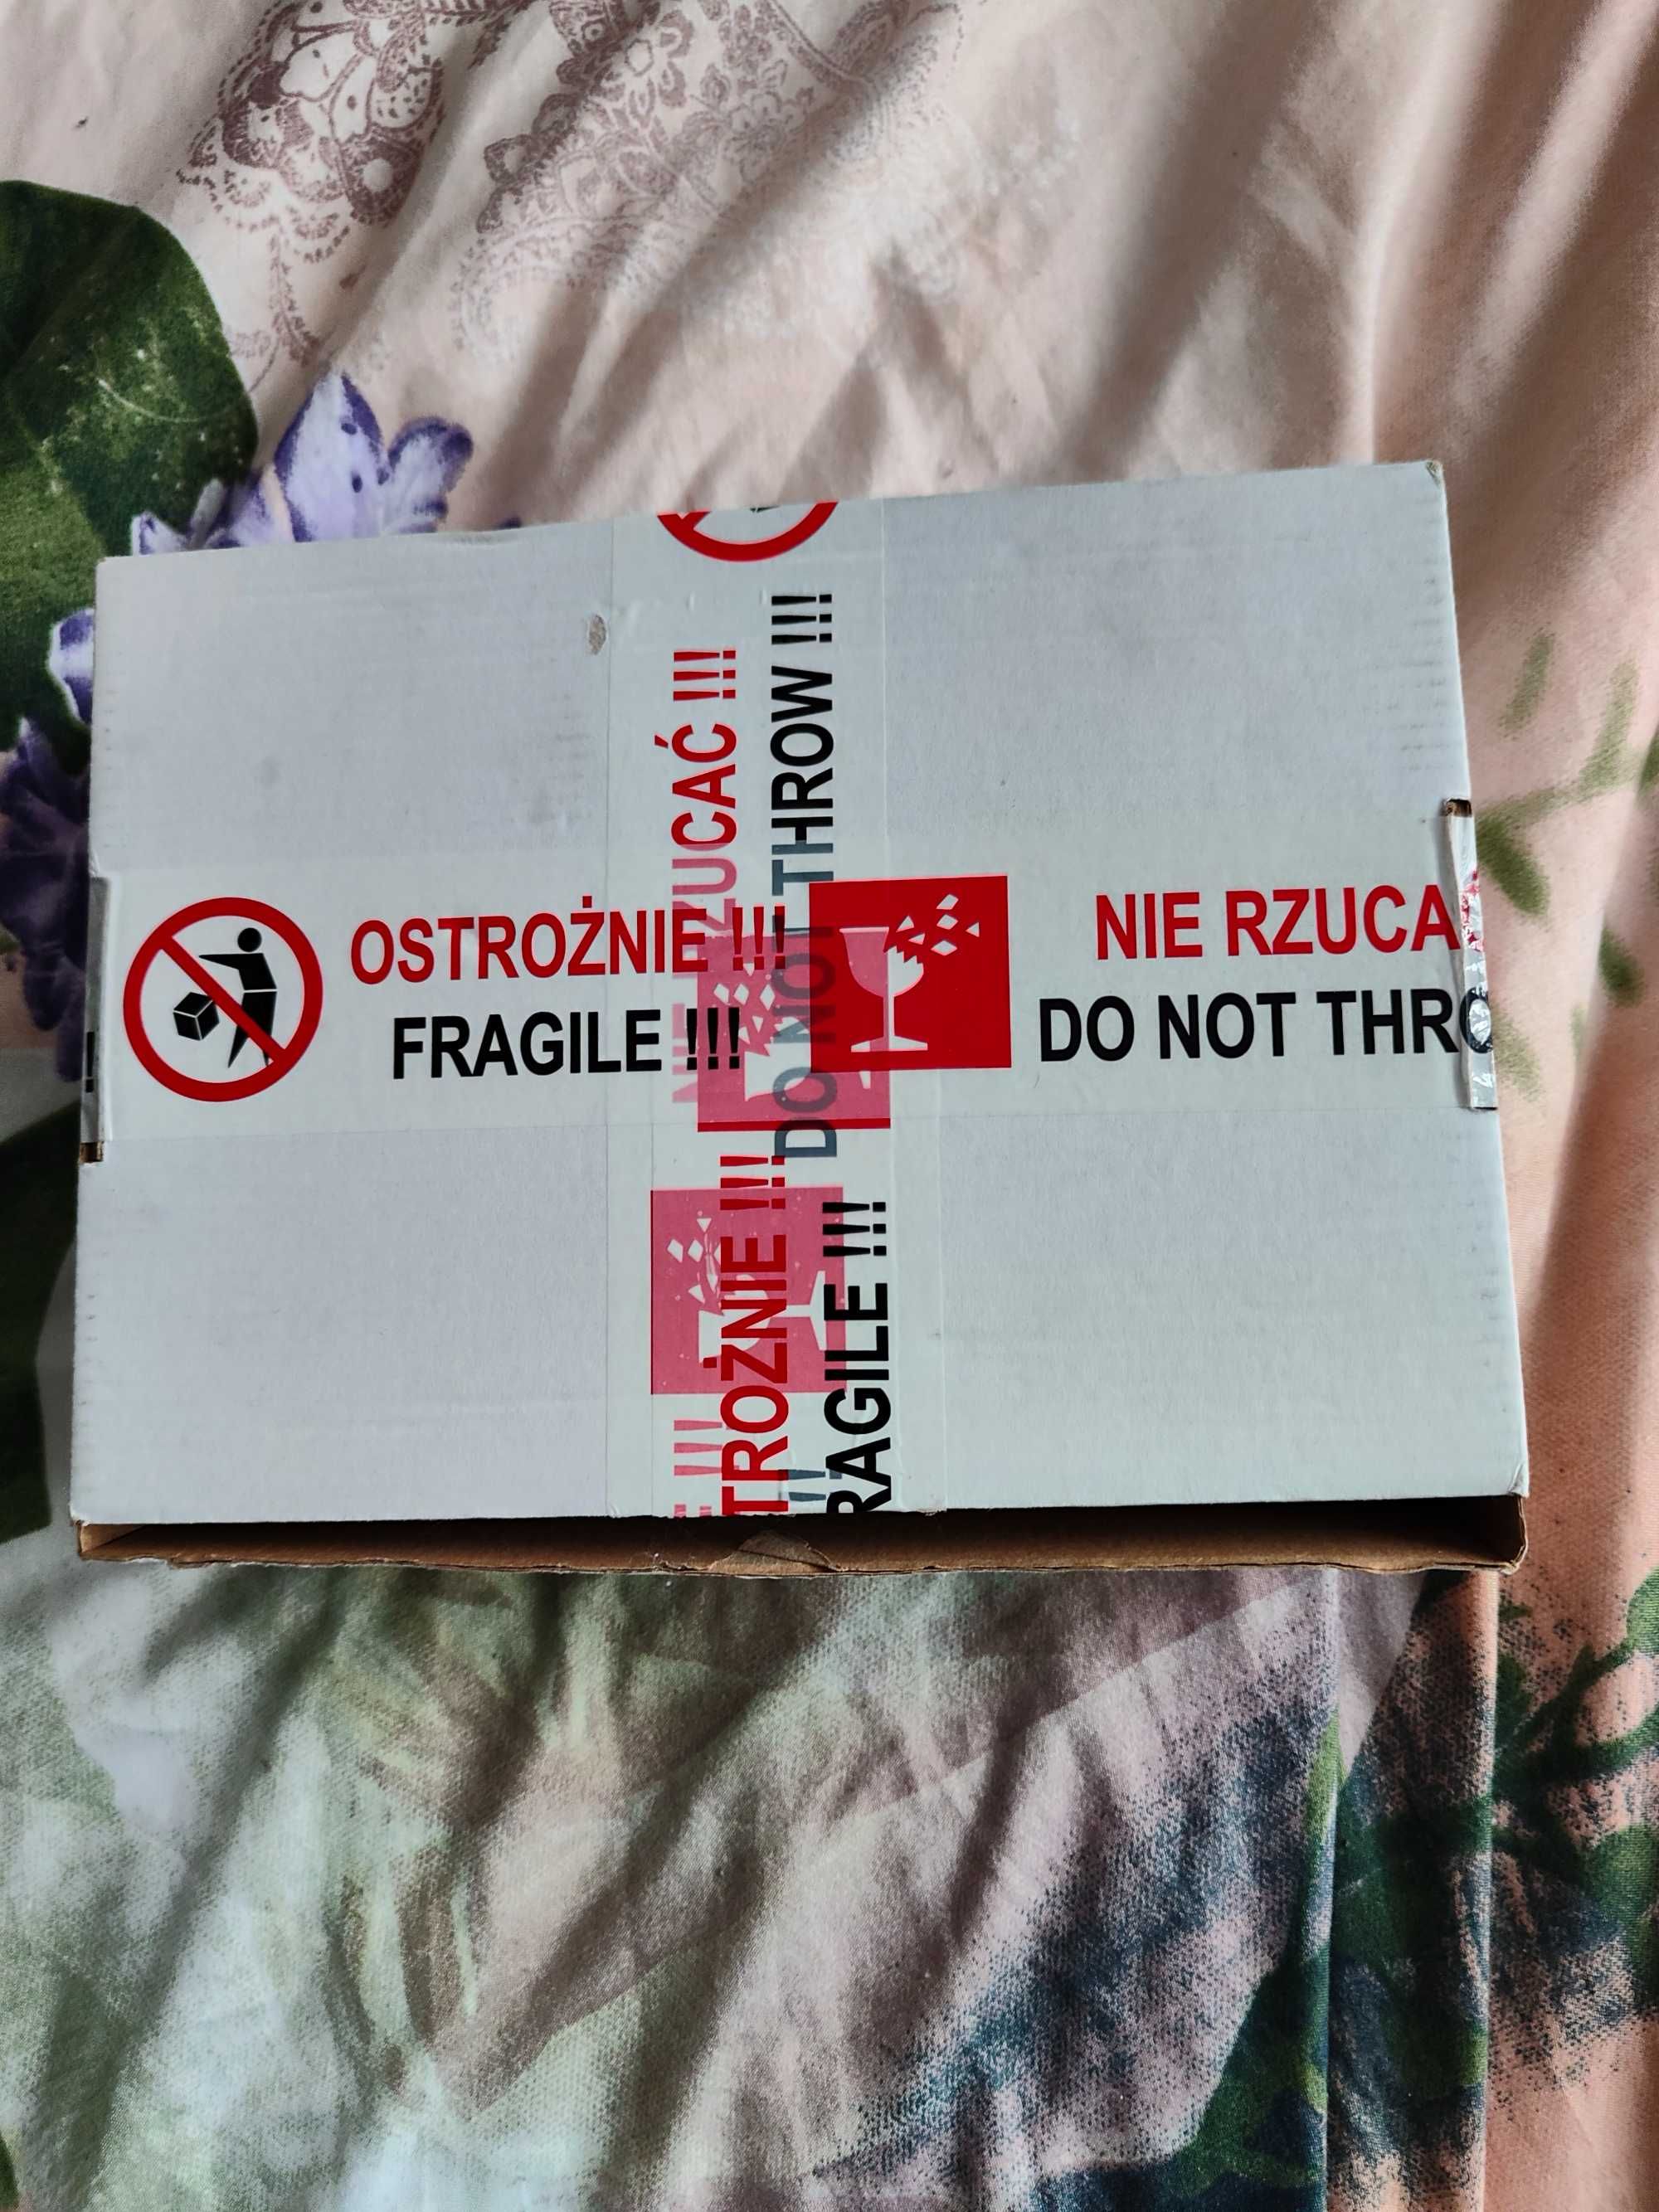 NIE RZUCAĆ !!!
DO NOT THROW !!!
OSTROŻNIE !!!
FRAGILE !!!
NIE RZUCA
DO NOT THRO
TROŻNIE !!!
RAGILE !!!
!!!
!!
!